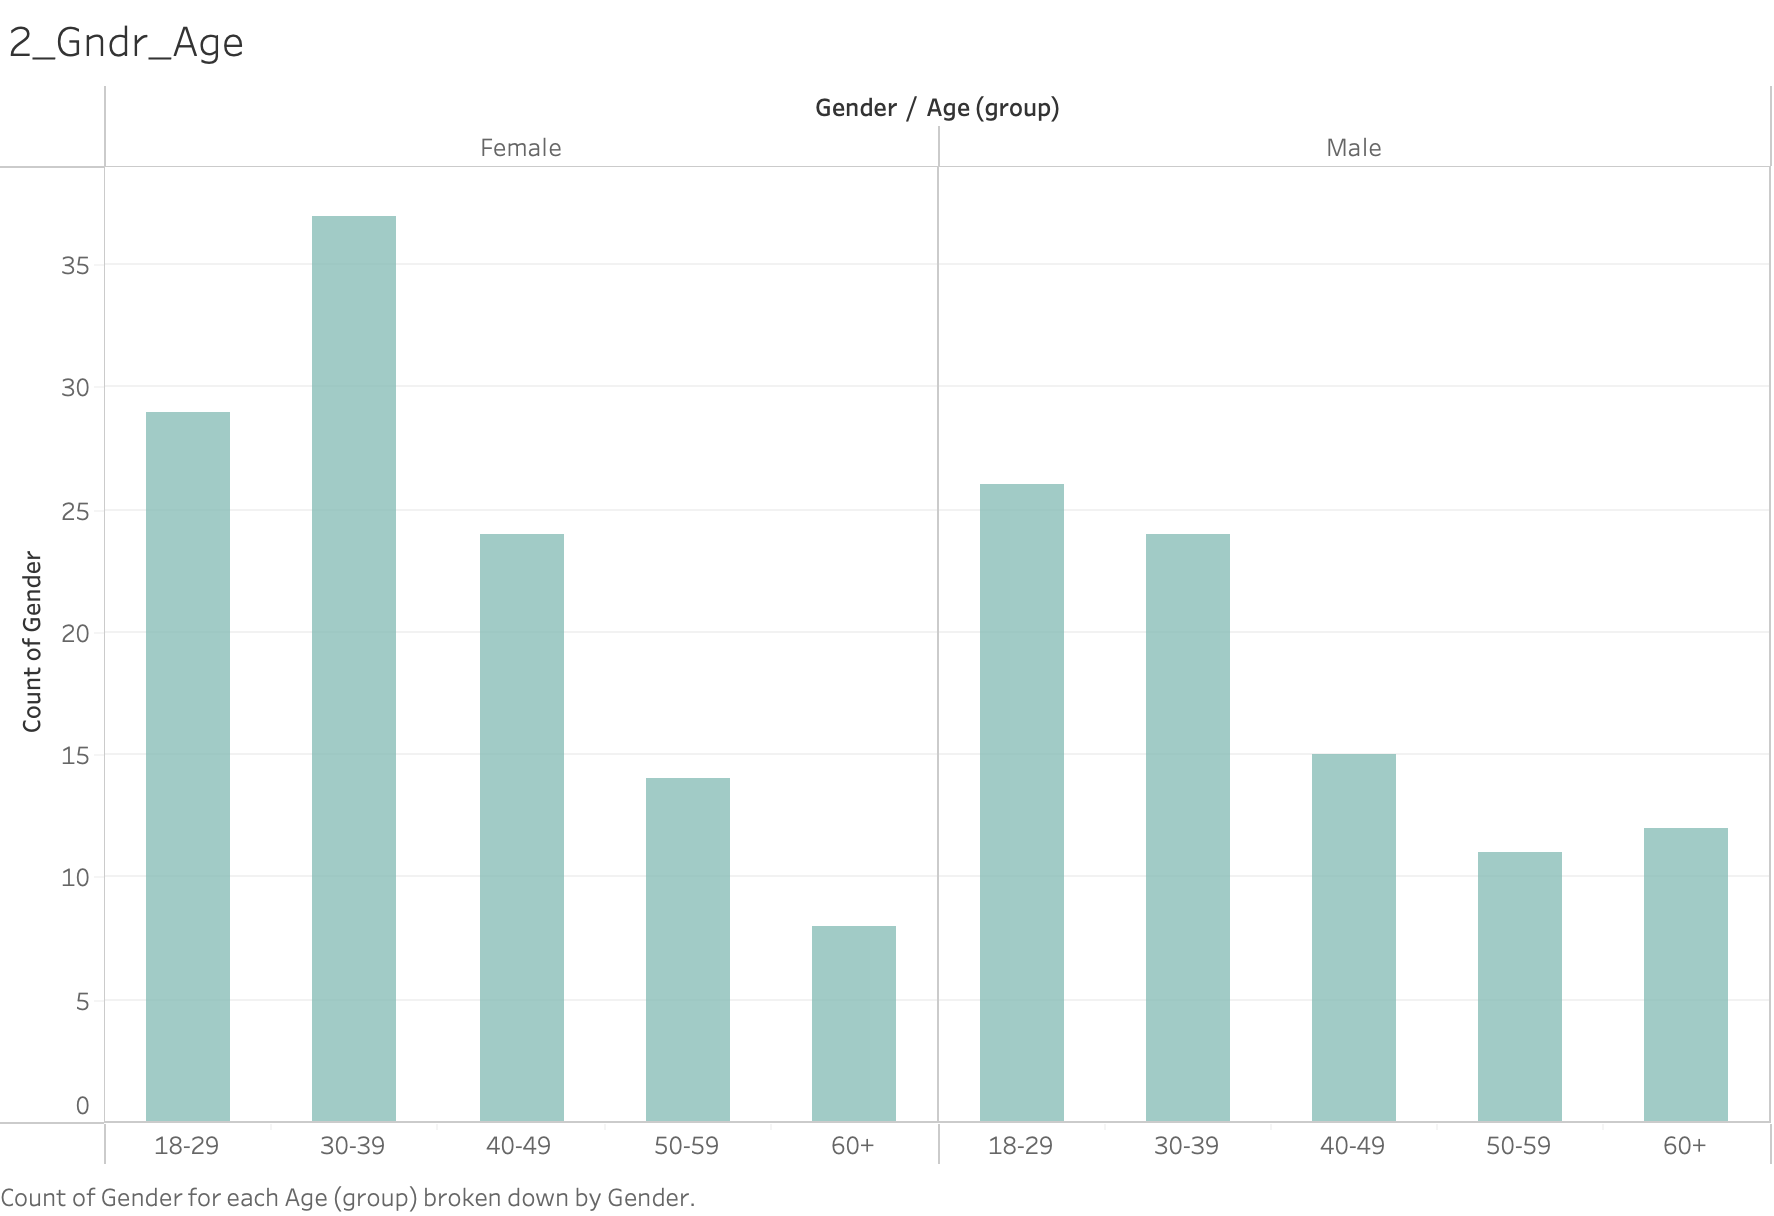 2_Gndr_Age
Gender / Age (group)
Female Male
35
30
25
20
15
10
5
0
Count of Gender
18-29 30-39 40-49 50-59 60+ 18-29 30-39 40-49 50-59 60+
Count of Gender for each Age (group) broken down by Gender.